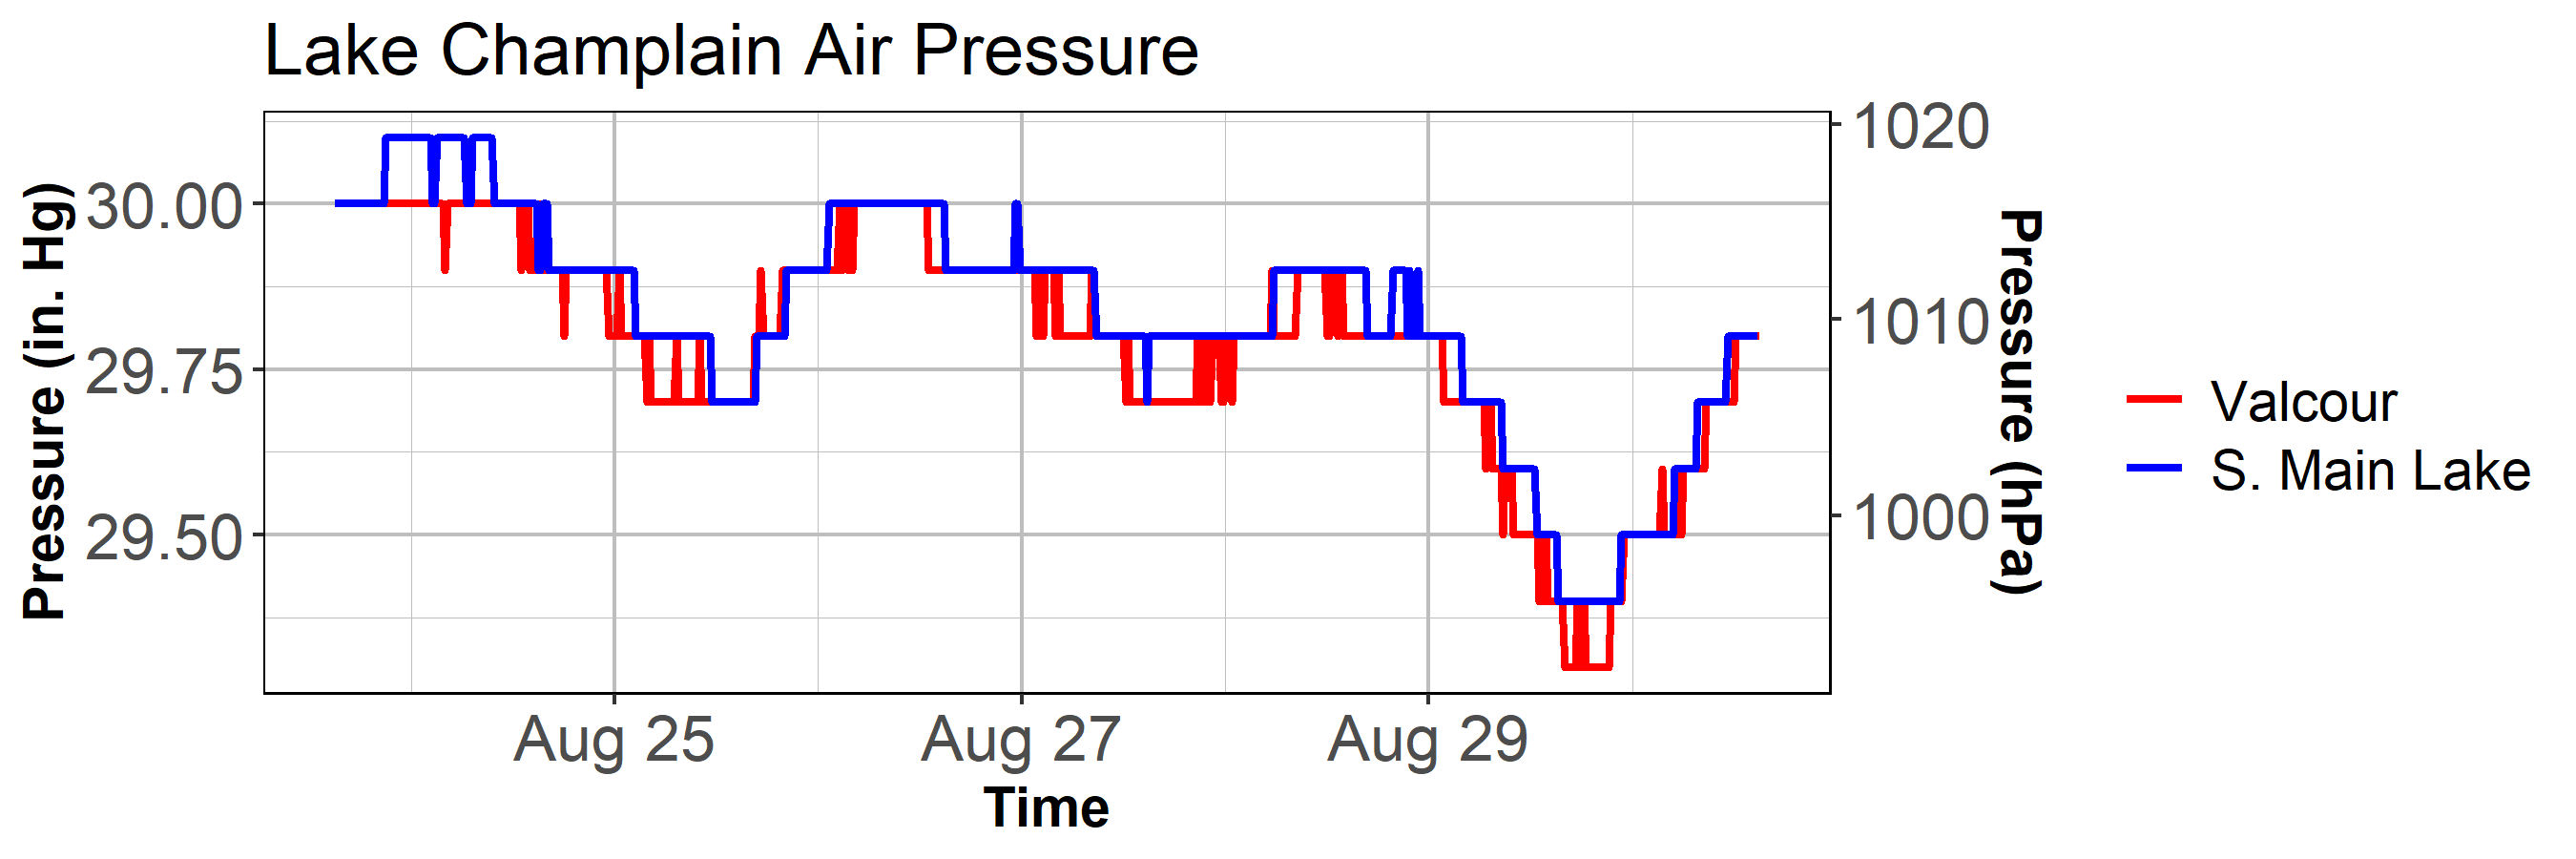 Lake Champlain Air Pressure
Pressure (in. Hg)
30.00
29.75
29.50
1020
1010
1000
Pressure (hPa)
Aug 25
Aug 27
Aug 29
Time
Valcour
S. Main Lake